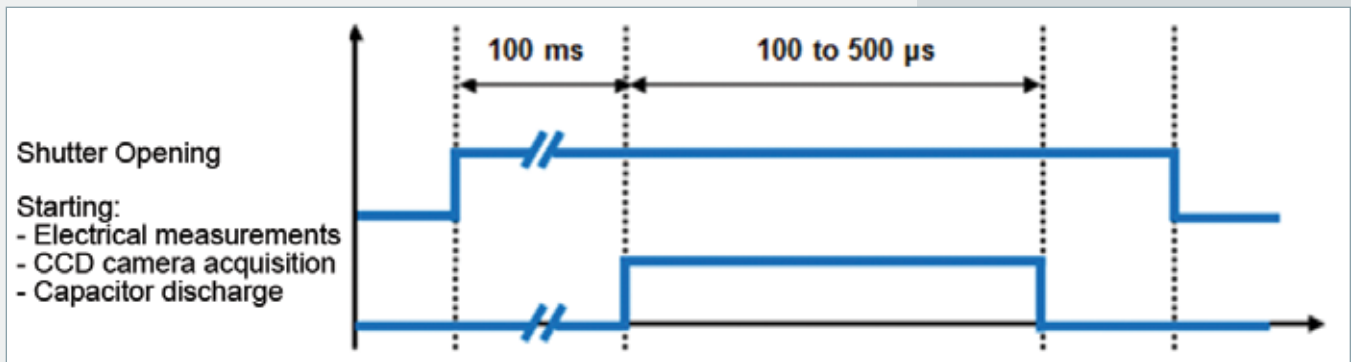 100 ms
100 to 500 µs
Shutter Opening
Starting:
- Electrical measurements
- CCD camera acquisition
- Capacitor discharge